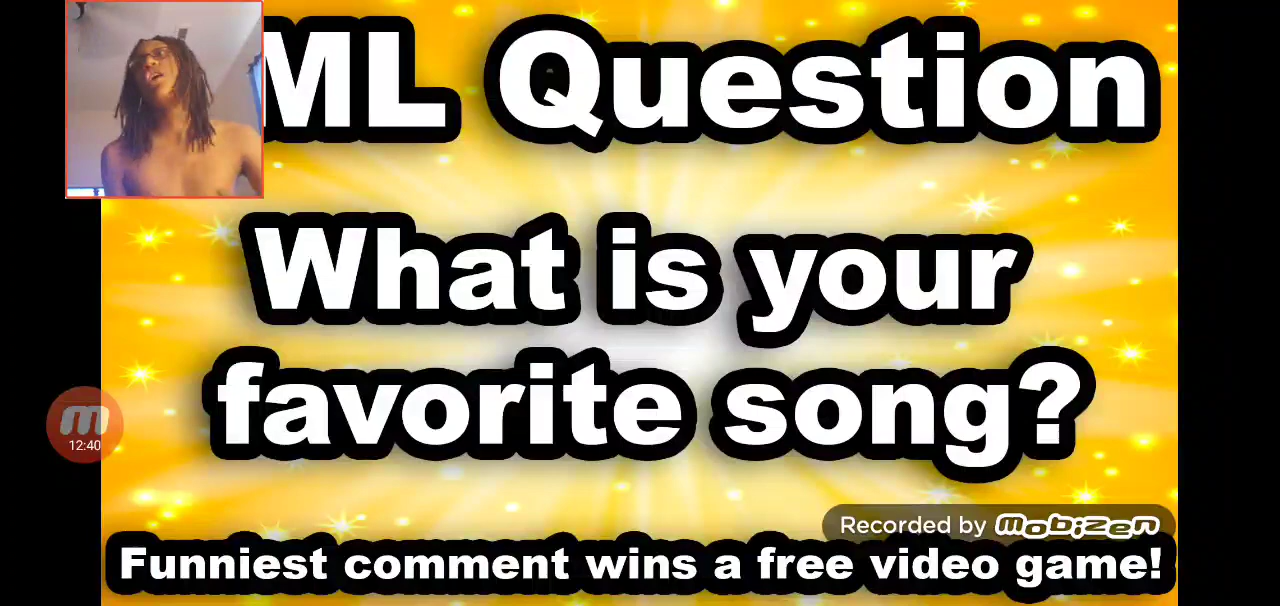 ML Question
What is your
favorite song?
12:40
Recorded by Mobizen
Funniest comment wins a free video game!